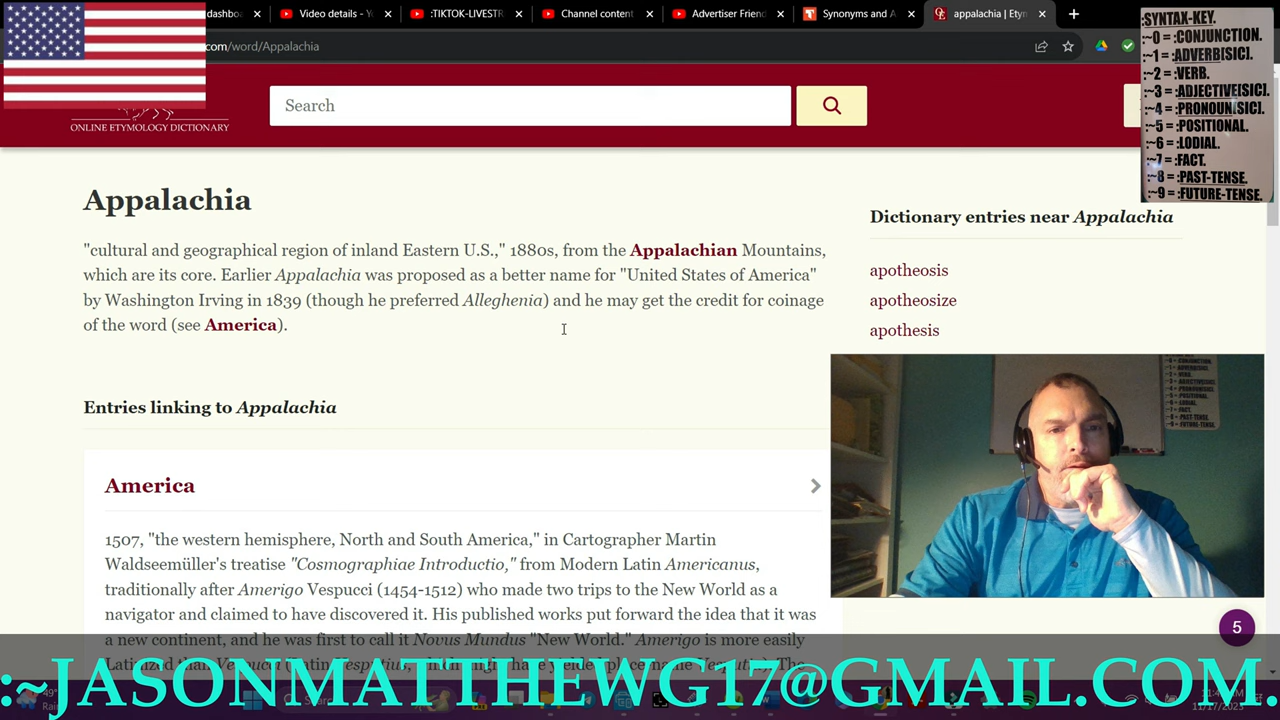 dashbo
Video details - Y
:TIKTOK-LIVESTR
Channel conten
Advertiser Frien
Synonyms and A
appalachia | Etyn
com/word/Appalachia
Search
ONLINE ETYMOLOGY DICTIONARY
:SYNTAX-KEY.
:~0 = :CONJUNCTION.
:~1 = :ADVERB[SIC].
:~2 = :VERB.
:~3 = :ADJECTIVE[SIC].
:~4 = :PRONOUN[SIC].
:~5 = :POSITIONAL.
:~6 = :LODIAL.
:~7 = :FACT.
:~8 = :PAST-TENSE.
:~9 = :FUTURE-TENSE.
Appalachia
"cultural and geographical region of inland Eastern U.S.," 1880s, from the Appalachian Mountains,
which are its core. Earlier Appalachia was proposed as a better name for "United States of America"
by Washington Irving in 1839 (though he preferred Alleghenia) and he may get the credit for coinage
of the word (see America).
Dictionary entries near Appalachia
apotheosis
apotheosize
apothesis
Entries linking to Appalachia
America
1507, "the western hemisphere, North and South America," in Cartographer Martin
Waldseemüller's treatise "Cosmographiae Introductio," from Modern Latin Americanus,
traditionally after Amerigo Vespucci (1454-1512) who made two trips to the New World as a
navigator and claimed to have discovered it. His published works put forward the idea that it was
a new continent, and he was first to call it Novus Mundus "New World." Amerigo is more easily
5
:~JASONMATTHEWG17@GMAIL.COM.